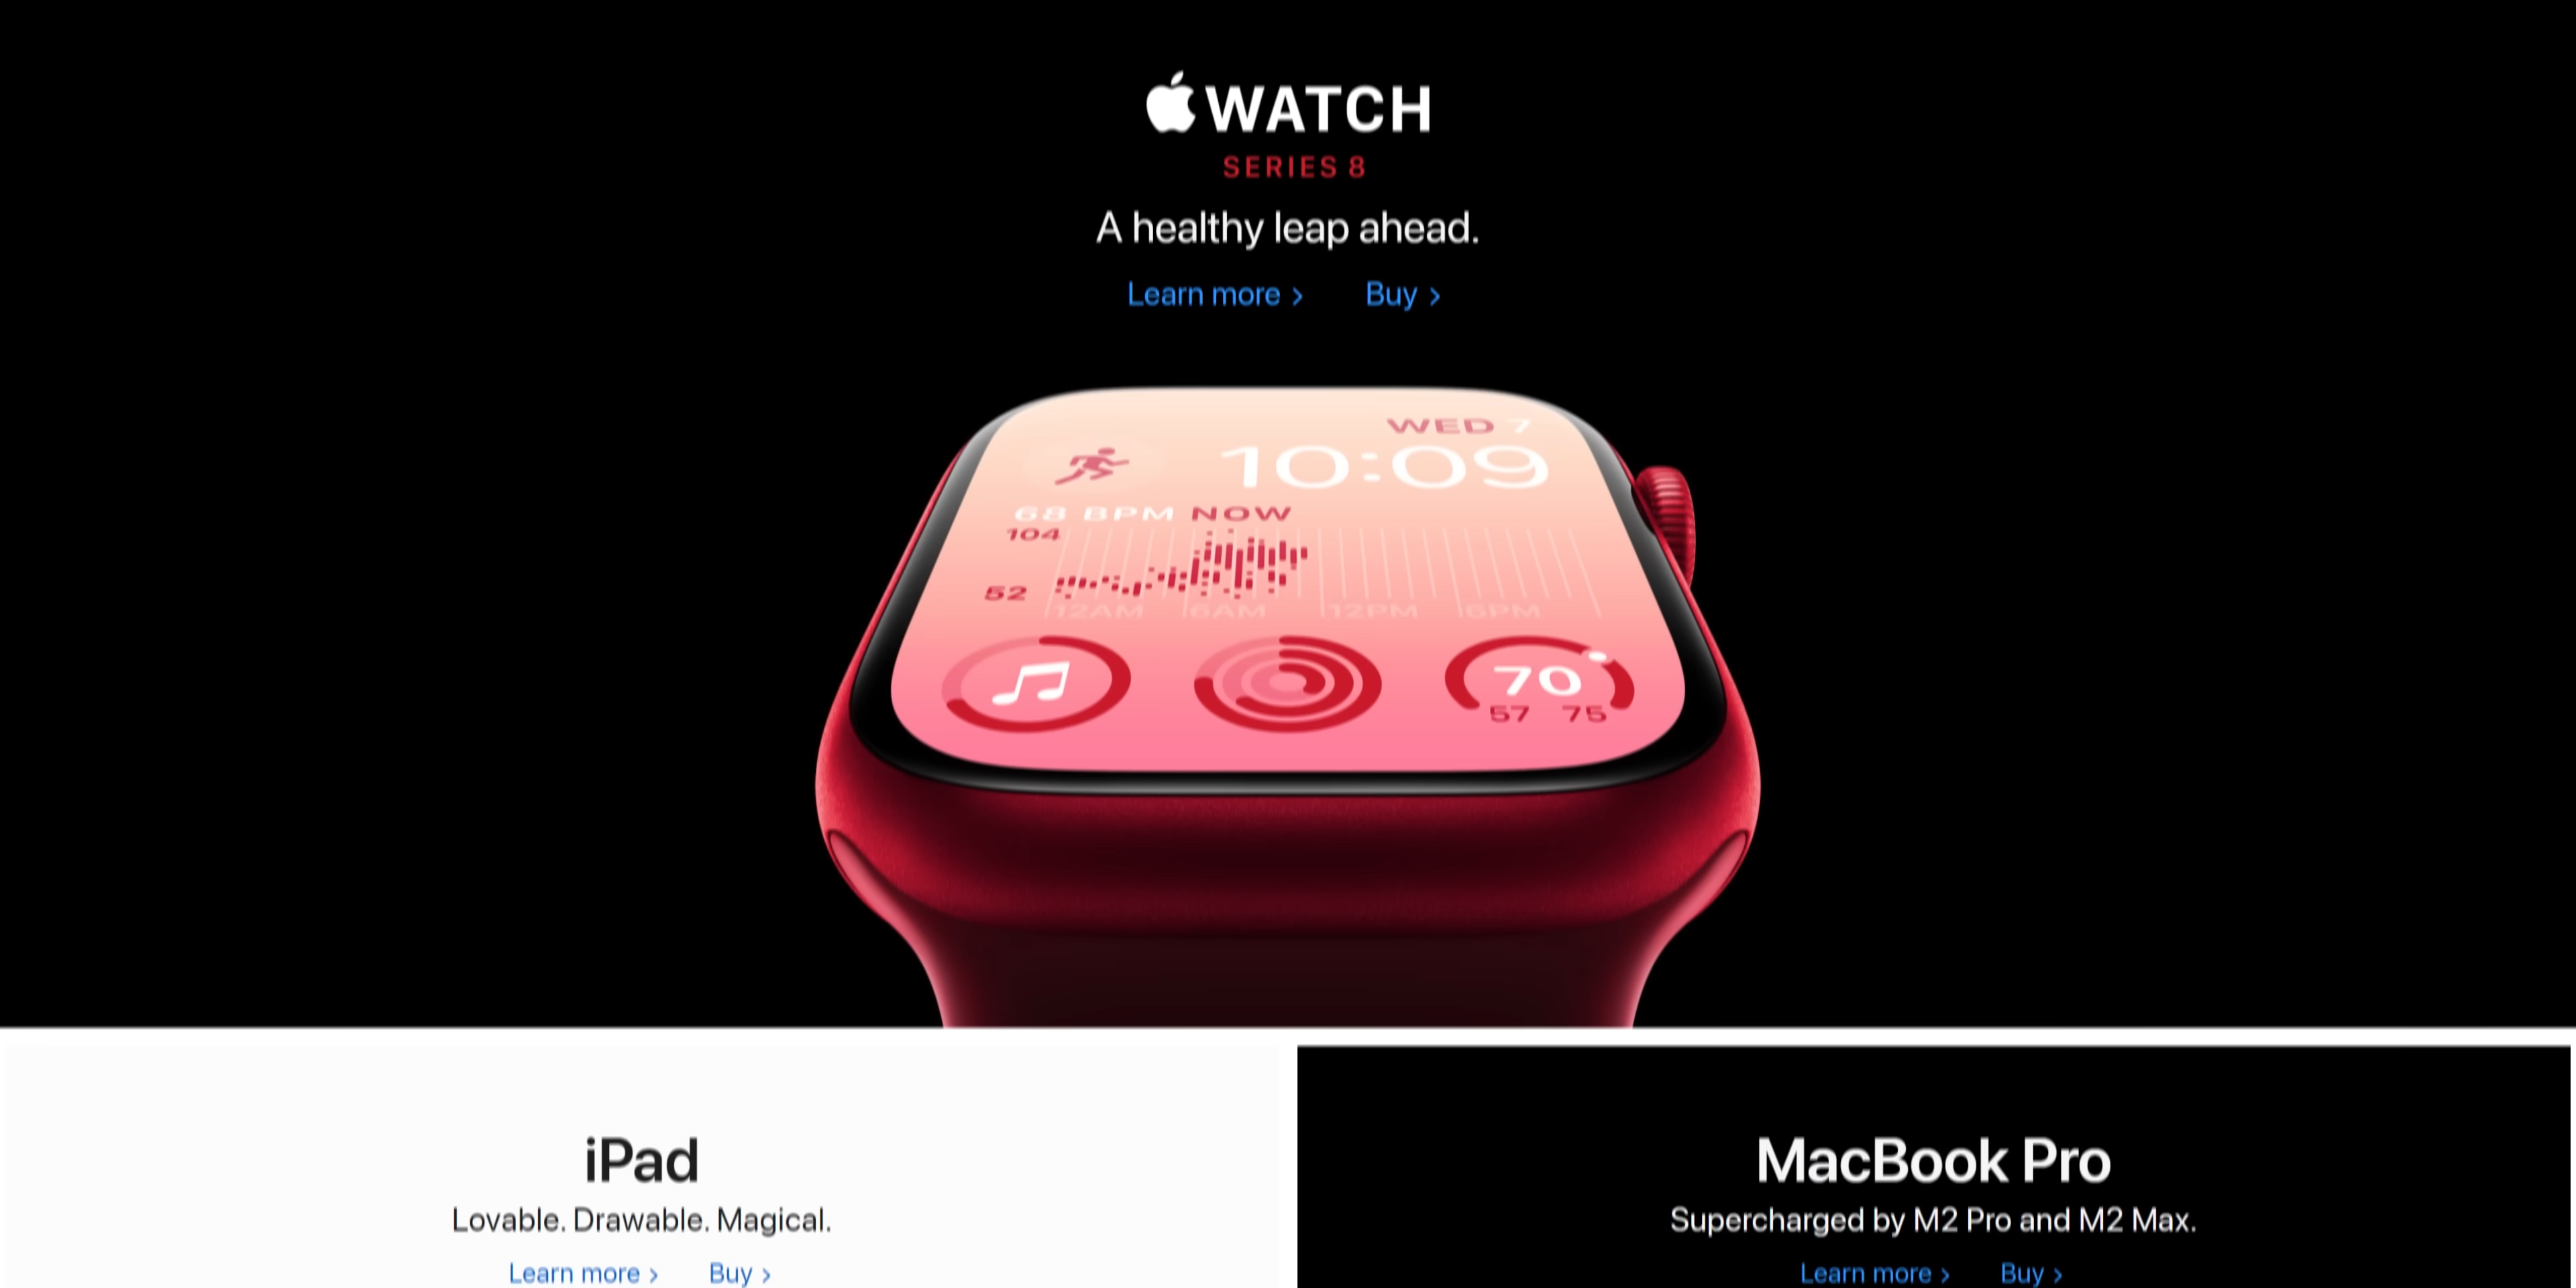 WATCH
SERIES 8
A healthy leap ahead.
Learn more > Buy >
WED 7
10:09
68 BPM NOW
104
52
12AM 6AM 12PM 6PM
70
57 75
iPad
Lovable. Drawable. Magical.
Learn more > Buy >
MacBook Pro
Supercharged by M2 Pro and M2 Max.
Learn more > Buy >